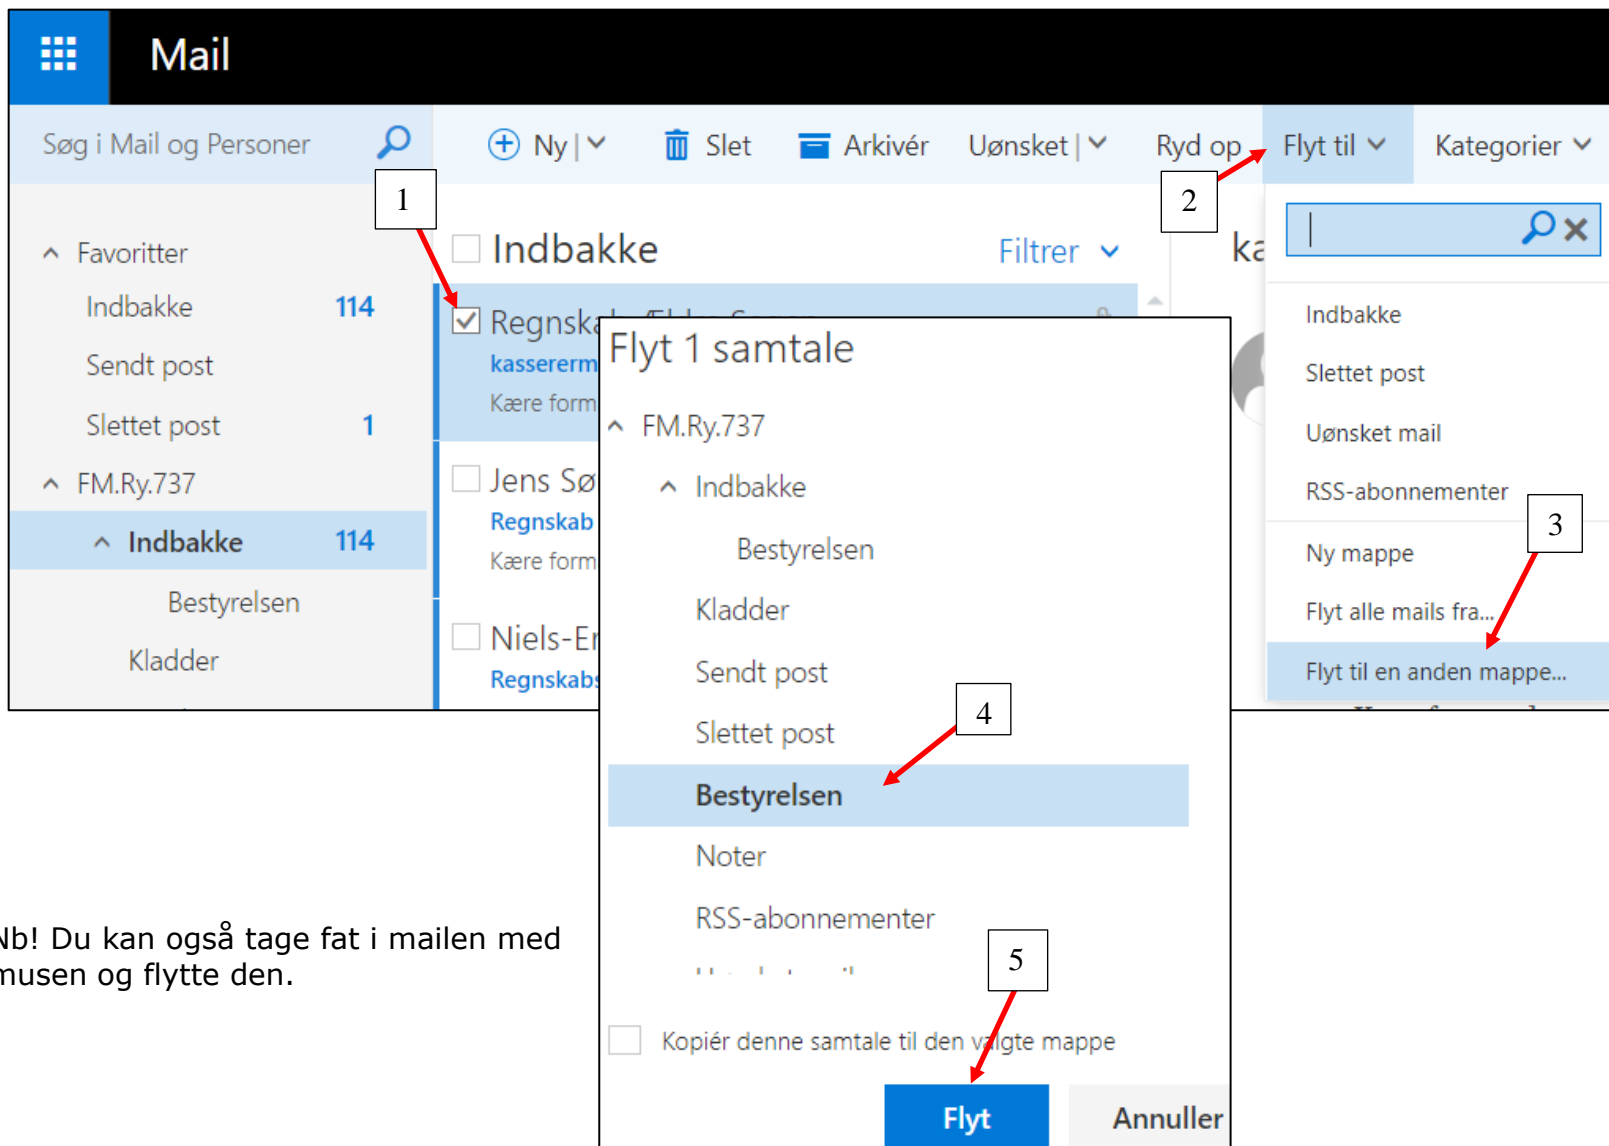 Mail
Søg i Mail og Personer
Ny
Slet
Arkivér
Uønsket
Ryd op
Flyt til
Kategorier
1
2
Favoritter
Indbakke 114
Sendt post
Slettet post 1
FM.Ry.737
Indbakke 114
Bestyrelsen
Kladder
Indbakke
Filtrer
kasserерm
Kære form
Jens Sø
Regnskab
Kære form
Niels-Er
Regnskabs
ka
Indbakke
Slettet post
Uønsket mail
RSS-abonnementer
3
Ny mappe
Flyt alle mails fra...
Flyt til en anden mappe...
Flyt 1 samtale
FM.Ry.737
Indbakke
Bestyrelsen
Kladder
Sendt post
4
Slettet post
Bestyrelsen
Noter
RSS-abonnementer
5
Kopiér denne samtale til den valgte mappe
Flyt
Annuller
Nb! Du kan også tage fat i mailen med
musen og flytte den.